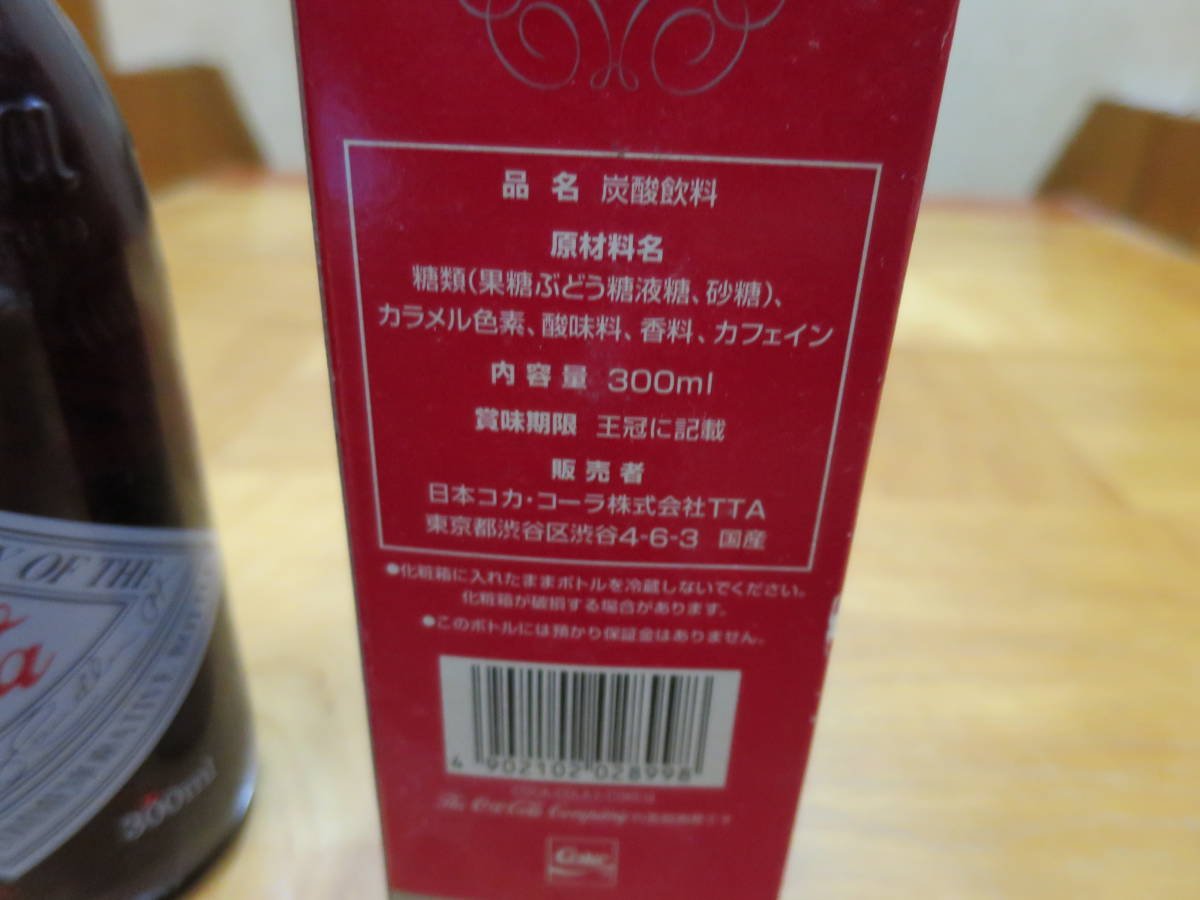 品名 炭酸飲料
原材料名
糖類(果糖ぶどう糖液糖、砂糖)、
カラメル色素、酸味料、香料、カフェイン
内容量 300ml
賞味期限 王冠に記載
販売者
日本コカ・コーラ株式会社TTA
東京都渋谷区渋谷4-6-3 国産
●化粧箱に入れたままボトルを冷蔵しないでください。
化粧箱が破損する場合があります。
●このボトルには預かり保証金はありません。
4 902102 028998
The Coca-Cola Company
Coke
OF THE
300ml